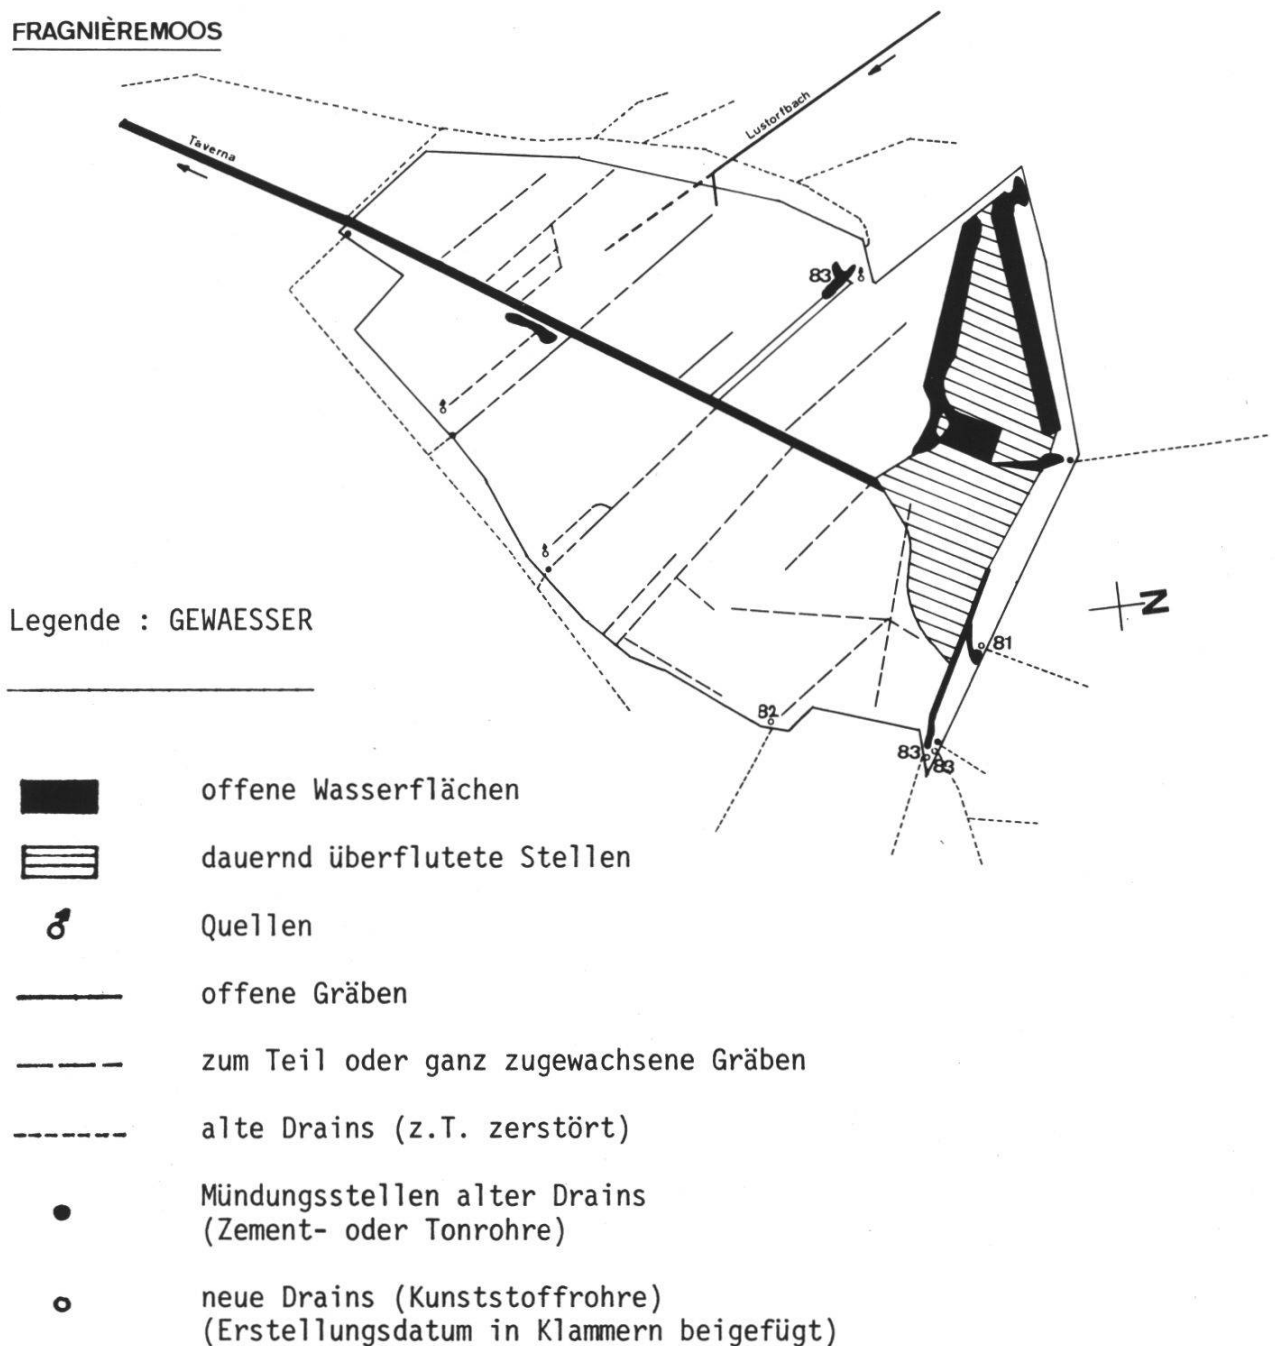 FRAGNIÈREMOOS
Lustorfbach
Taverna
83
N
81
82
83
83
Legende : GEWAESSER
offene Wasserflächen
dauernd überflutete Stellen
Quellen
offene Gräben
zum Teil oder ganz zugewachsene Gräben
alte Drains (z.T. zerstört)
Mündungsstellen alter Drains
(Zement- oder Tonrohre)
neue Drains (Kunststoffrohre)
(Erstellungsdatum in Klammern beigefügt)